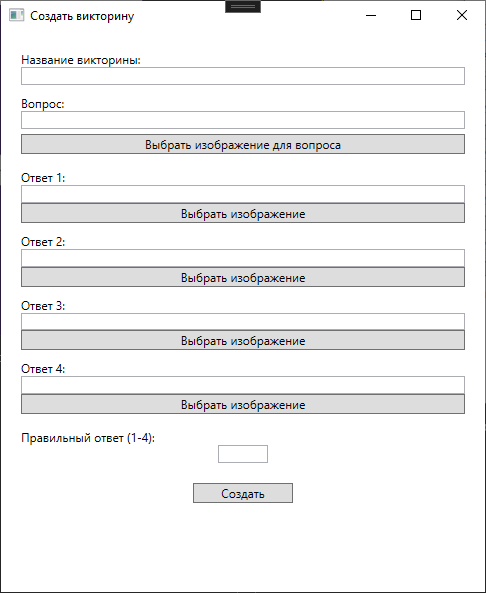 Создать викторину
Название викторины:
Вопрос:
Выбрать изображение для вопроса
Ответ 1:
Выбрать изображение
Ответ 2:
Выбрать изображение
Ответ 3:
Выбрать изображение
Ответ 4:
Выбрать изображение
Правильный ответ (1-4):
Создать